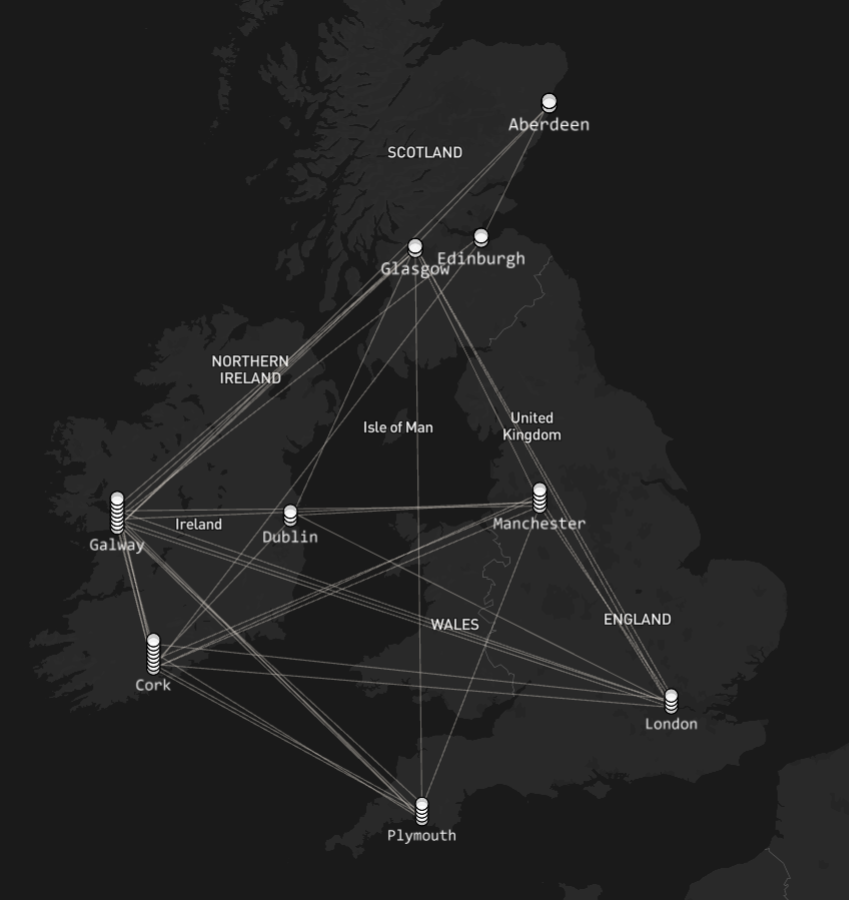 Aberdeen
SCOTLAND
Edinburgh
Glasgow
NORTHERN
IRELAND
Isle of Man
United
Kingdom
Manchester
Ireland
Dublin
Galway
WALES
ENGLAND
Cork
London
Plymouth